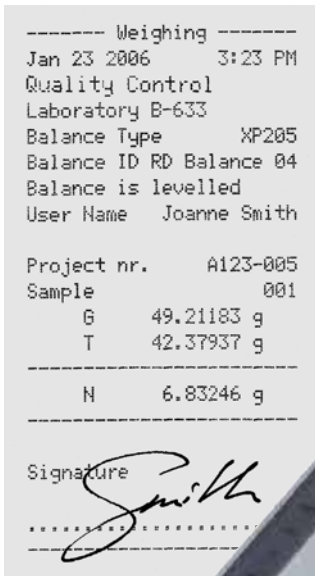 ------- Weighing -------
Jan 23 2006 3:23 PM
Quality Control
Laboratory B-633
Balance Type XP205
Balance ID RD Balance 04
Balance is levelled
User Name Joanne Smith
Project nr. A123-005
Sample 001
G 49.21183 g
T 42.37937 g
N 6.83246 g
Signature
Smith